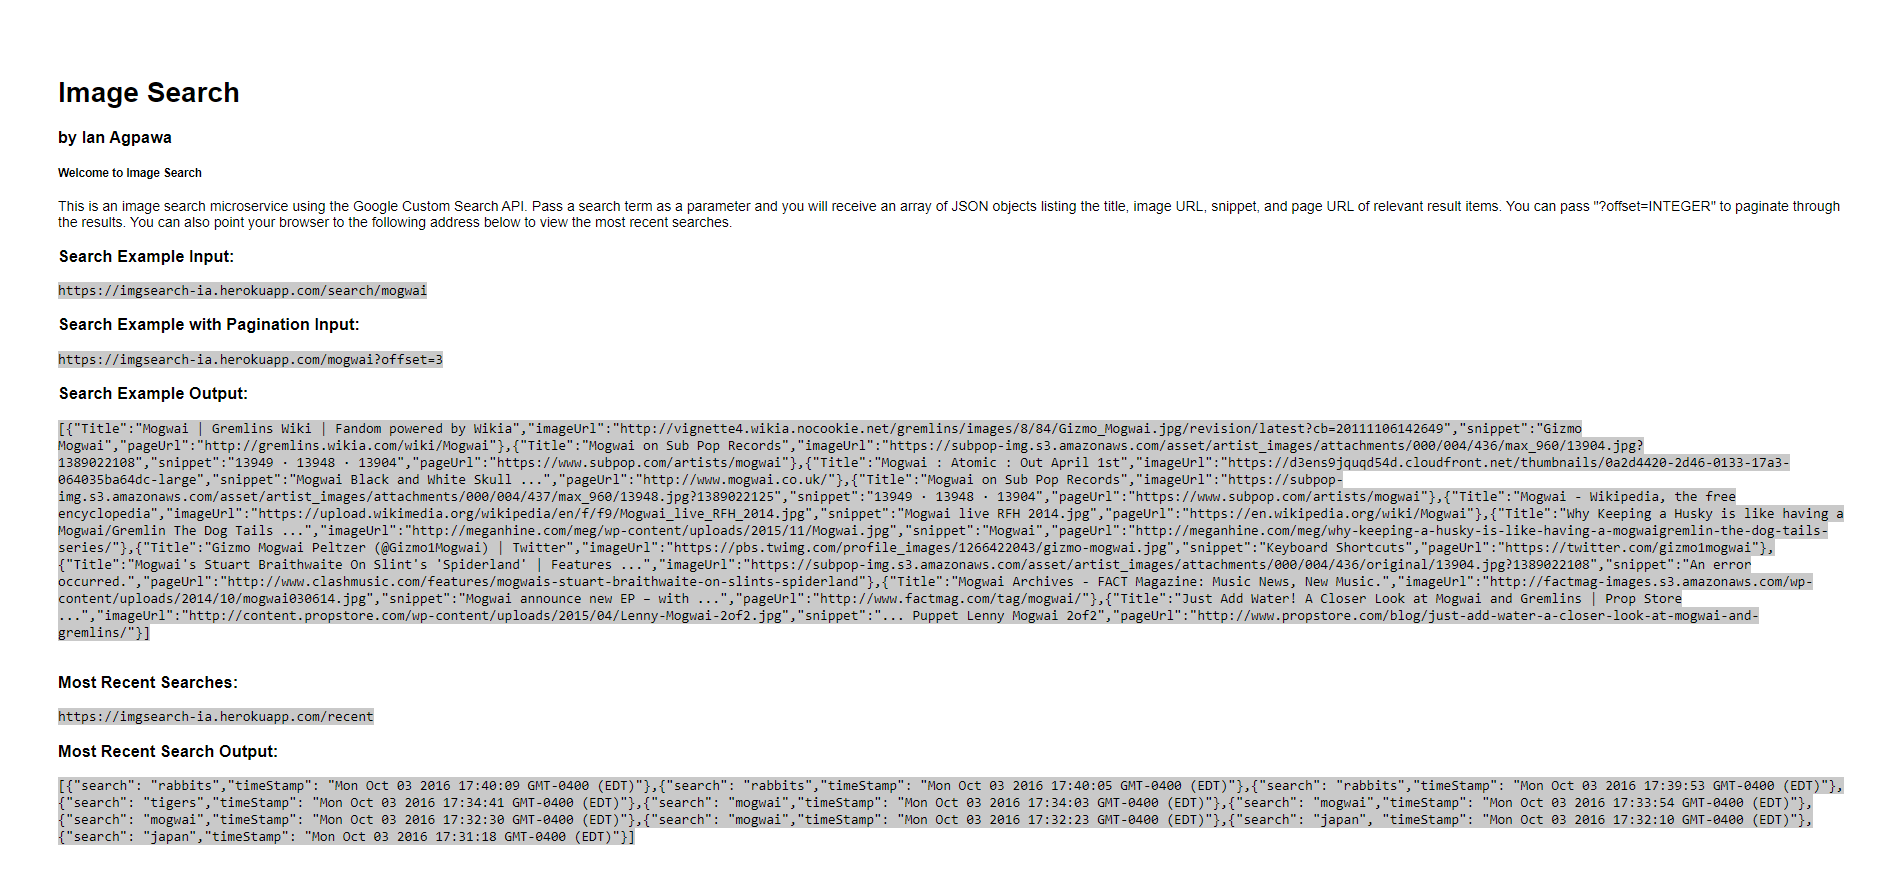 Image Search
by Ian Agpawa
Welcome to Image Search
This is an image search microservice using the Google Custom Search API. Pass a search term as a parameter and you will receive an array of JSON objects listing the title, image URL, snippet, and page URL of relevant result items. You can pass "?offset=INTEGER" to paginate through
the results. You can also point your browser to the following address below to view the most recent searches.
Search Example Input:
https://imgsearch-ia.herokuapp.com/search/mogwai
Search Example with Pagination Input:
https://imgsearch-ia.herokuapp.com/mogwai?offset=3
Search Example Output:
[{"Title":"Mogwai | Gremlins Wiki | Fandom powered by Wikia","imageUrl":"http://vignette4.wikia.nocookie.net/gremlins/images/8/84/Gizmo_Mogwai.jpg/revision/latest?cb=20111106142649","snippet":"Gizmo
Mogwai","pageUrl":"http://gremlins.wikia.com/wiki/Mogwai"},{"Title":"Mogwai on Sub Pop Records","imageUrl":"https://subpop-img.s3.amazonaws.com/asset/artist_images/attachments/000/004/436/max_960/13904.jpg?
1389022108","snippet":"13949 · 13948 · 13904","pageUrl":"https://www.subpop.com/artists/mogwai"},{"Title":"Mogwai : Atomic : Out April 1st","imageUrl":"https://d3ens9jquqd54d.cloudfront.net/thumbnails/0a2d4420-2d46-0133-17a3-
064035ba64dc-large","snippet":"Mogwai Black and White Skull ...","pageUrl":"http://www.mogwai.co.uk/"},{"Title":"Mogwai on Sub Pop Records","imageUrl":"https://subpop-
img.s3.amazonaws.com/asset/artist_images/attachments/000/004/437/max_960/13948.jpg?1389022125","snippet":"13949 · 13948 · 13904","pageUrl":"https://www.subpop.com/artists/mogwai"},{"Title":"Mogwai - Wikipedia, the free
encyclopedia","imageUrl":"https://upload.wikimedia.org/wikipedia/en/f/f9/Mogwai_live_RFH_2014.jpg","snippet":"Mogwai live RFH 2014.jpg","pageUrl":"https://en.wikipedia.org/wiki/Mogwai"},{"Title":"Why Keeping a Husky is like having a
Mogwai/Gremlin The Dog Tails ...","imageUrl":"http://meganhine.com/meg/wp-content/uploads/2015/11/Mogwai.jpg","snippet":"Mogwai","pageUrl":"http://meganhine.com/meg/why-keeping-a-husky-is-like-having-a-mogwaigremlin-the-dog-tails-
series/"},{"Title":"Gizmo Mogwai Peltzer (@Gizmo1Mogwai) | Twitter","imageUrl":"https://pbs.twimg.com/profile_images/1266422043/gizmo-mogwai.jpg","snippet":"Keyboard Shortcuts","pageUrl":"https://twitter.com/gizmo1mogwai"},
{"Title":"Mogwai's Stuart Braithwaite On Slint's 'Spiderland' | Features ...","imageUrl":"https://subpop-img.s3.amazonaws.com/asset/artist_images/attachments/000/004/436/original/13904.jpg?1389022108","snippet":"An error
occurred.","pageUrl":"http://www.clashmusic.com/features/mogwais-stuart-braithwaite-on-slints-spiderland"},{"Title":"Mogwai Archives - FACT Magazine: Music News, New Music.","imageUrl":"http://factmag-images.s3.amazonaws.com/wp-
content/uploads/2014/10/mogwai030614.jpg","snippet":"Mogwai announce new EP – with ...","pageUrl":"http://www.factmag.com/tag/mogwai/"},{"Title":"Just Add Water! A Closer Look at Mogwai and Gremlins | Prop Store
...","imageUrl":"http://content.propstore.com/wp-content/uploads/2015/04/Lenny-Mogwai-2of2.jpg","snippet":"... Puppet Lenny Mogwai 2of2","pageUrl":"http://www.propstore.com/blog/just-add-water-a-closer-look-at-mogwai-and-
gremlins/"}]
Most Recent Searches:
https://imgsearch-ia.herokuapp.com/recent
Most Recent Search Output:
[{"search": "rabbits","timeStamp": "Mon Oct 03 2016 17:40:09 GMT-0400 (EDT)"},{"search": "rabbits","timeStamp": "Mon Oct 03 2016 17:40:05 GMT-0400 (EDT)"},{"search": "rabbits","timeStamp": "Mon Oct 03 2016 17:39:53 GMT-0400 (EDT)"},
{"search": "tigers","timeStamp": "Mon Oct 03 2016 17:34:41 GMT-0400 (EDT)"},{"search": "mogwai","timeStamp": "Mon Oct 03 2016 17:34:03 GMT-0400 (EDT)"},{"search": "mogwai","timeStamp": "Mon Oct 03 2016 17:33:54 GMT-0400 (EDT)"},
{"search": "mogwai","timeStamp": "Mon Oct 03 2016 17:32:30 GMT-0400 (EDT)"},{"search": "mogwai","timeStamp": "Mon Oct 03 2016 17:32:23 GMT-0400 (EDT)"},{"search": "japan", "timeStamp": "Mon Oct 03 2016 17:32:10 GMT-0400 (EDT)"},
{"search": "japan","timeStamp": "Mon Oct 03 2016 17:31:18 GMT-0400 (EDT)"}]